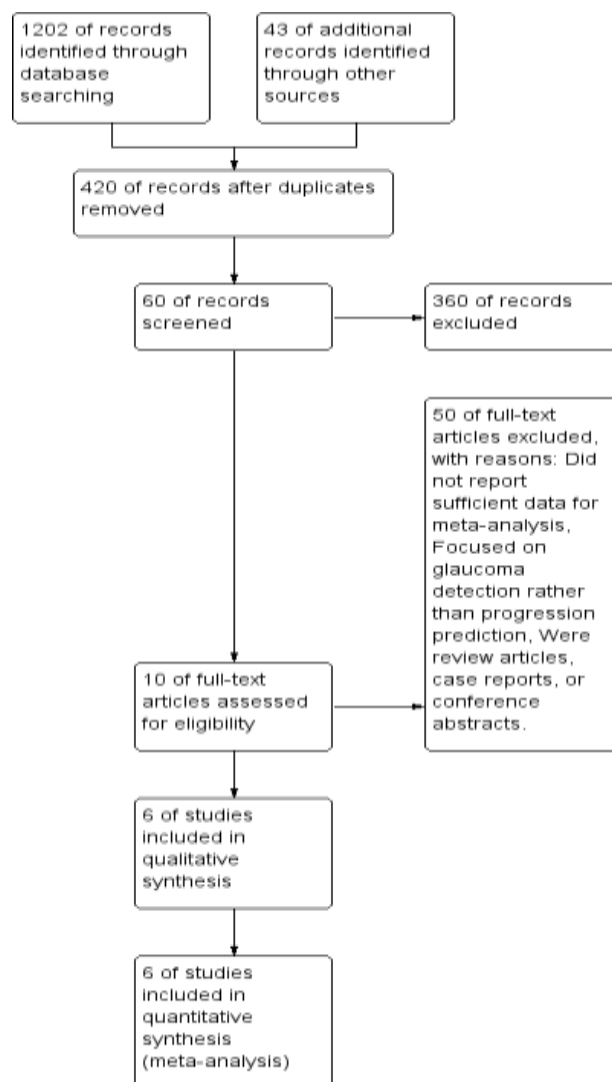 1202 of records
identified through
database
searching
43 of additional
records identified
through other
sources
420 of records after duplicates
removed
60 of records
screened
360 of records
excluded
50 of full-text
articles excluded,
with reasons: Did
not report
sufficient data for
meta-analysis,
Focused on
glaucoma
detection rather
than progression
prediction, Were
review articles,
case reports, or
conference
abstracts.
10 of full-text
articles assessed
for eligibility
6 of studies
included in
qualitative
synthesis
6 of studies
included in
quantitative
synthesis
(meta-analysis)